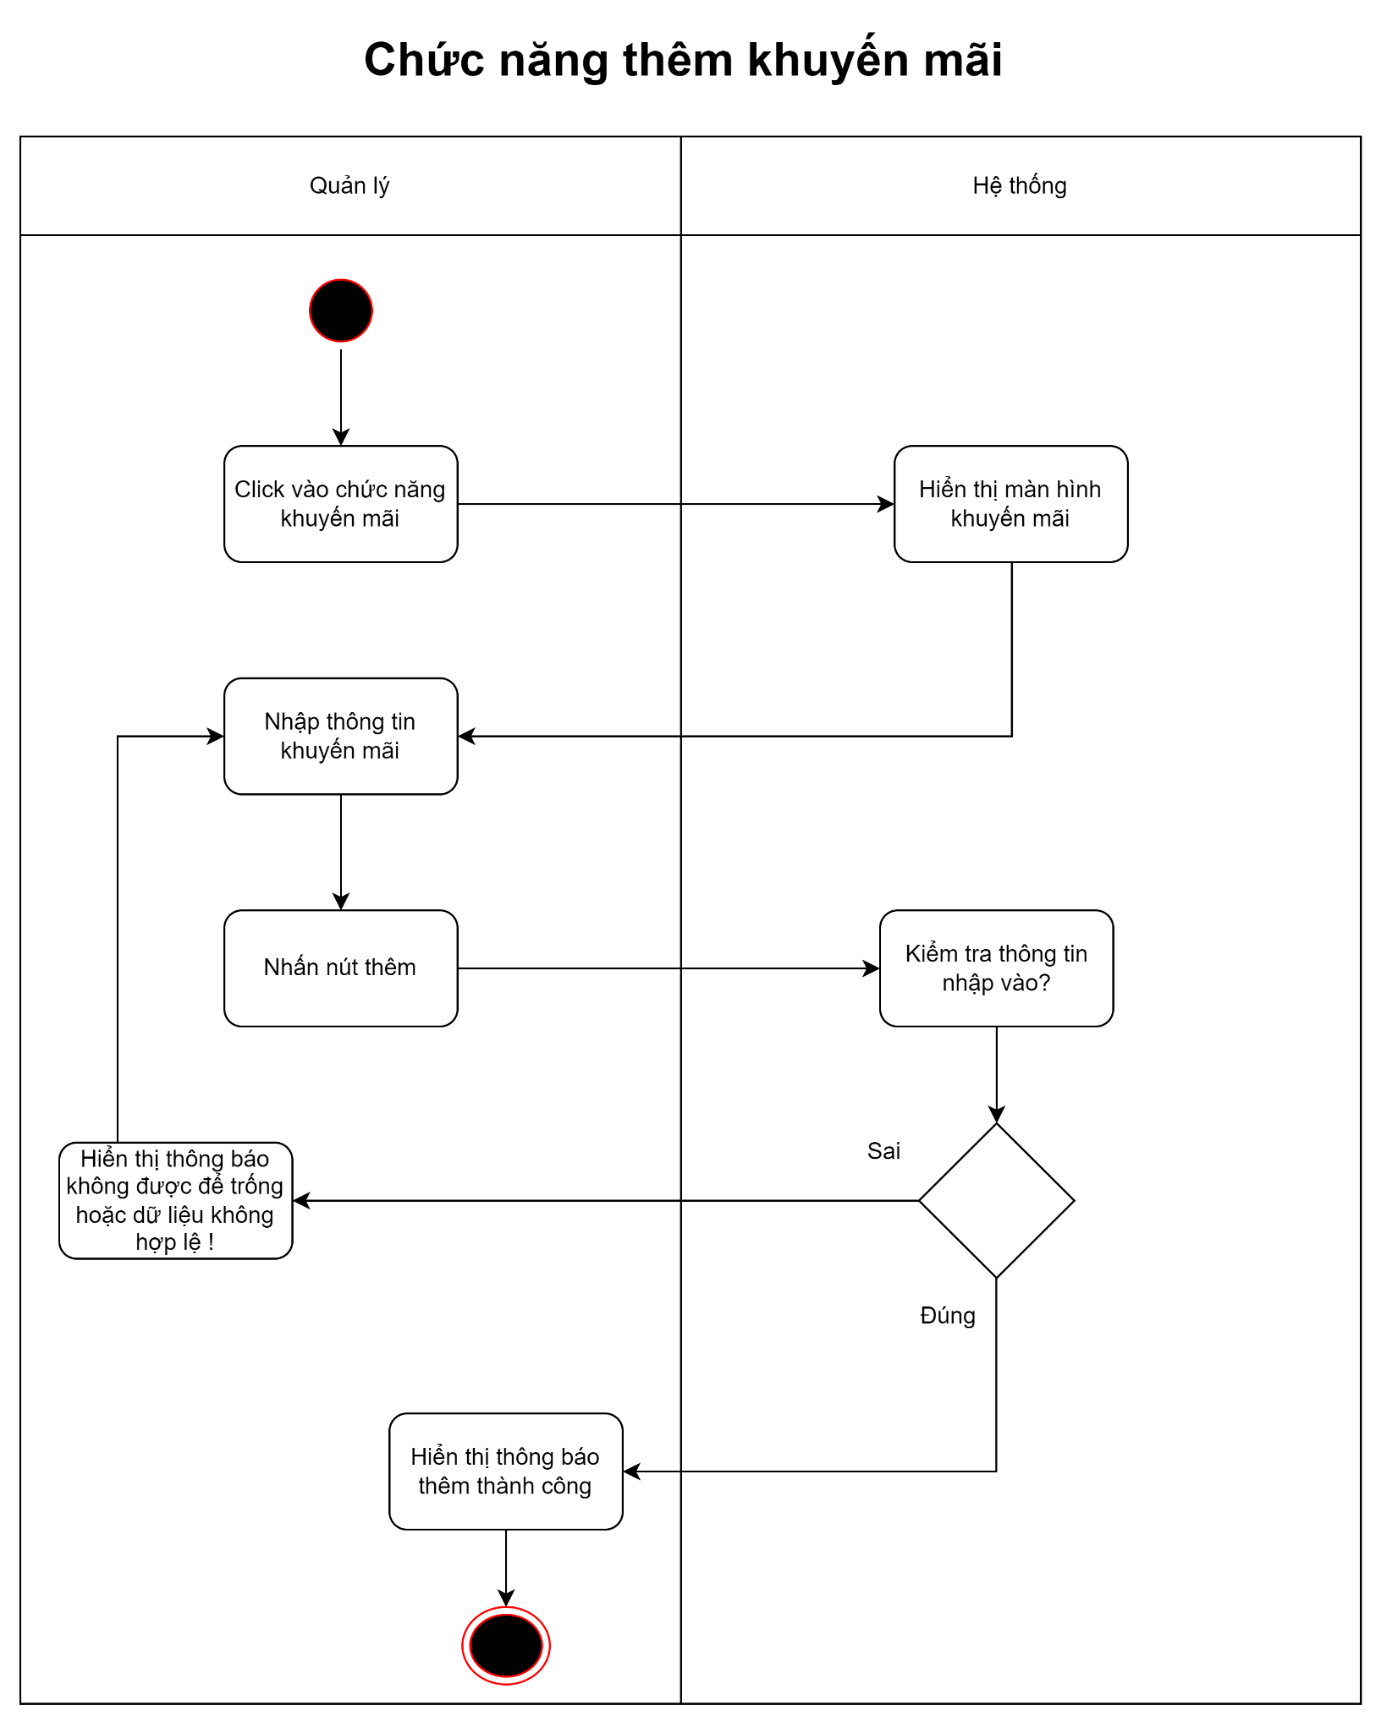 Chức năng thêm khuyến mãi
Quản lý
Hệ thống
Click vào chức năng
khuyến mãi
Hiển thị màn hình
khuyến mãi
Nhập thông tin
khuyến mãi
Nhấn nút thêm
Kiểm tra thông tin
nhập vào?
Sai
Hiển thị thông báo
không được để trống
hoặc dữ liệu không
hợp lệ !
Đúng
Hiển thị thông báo
thêm thành công